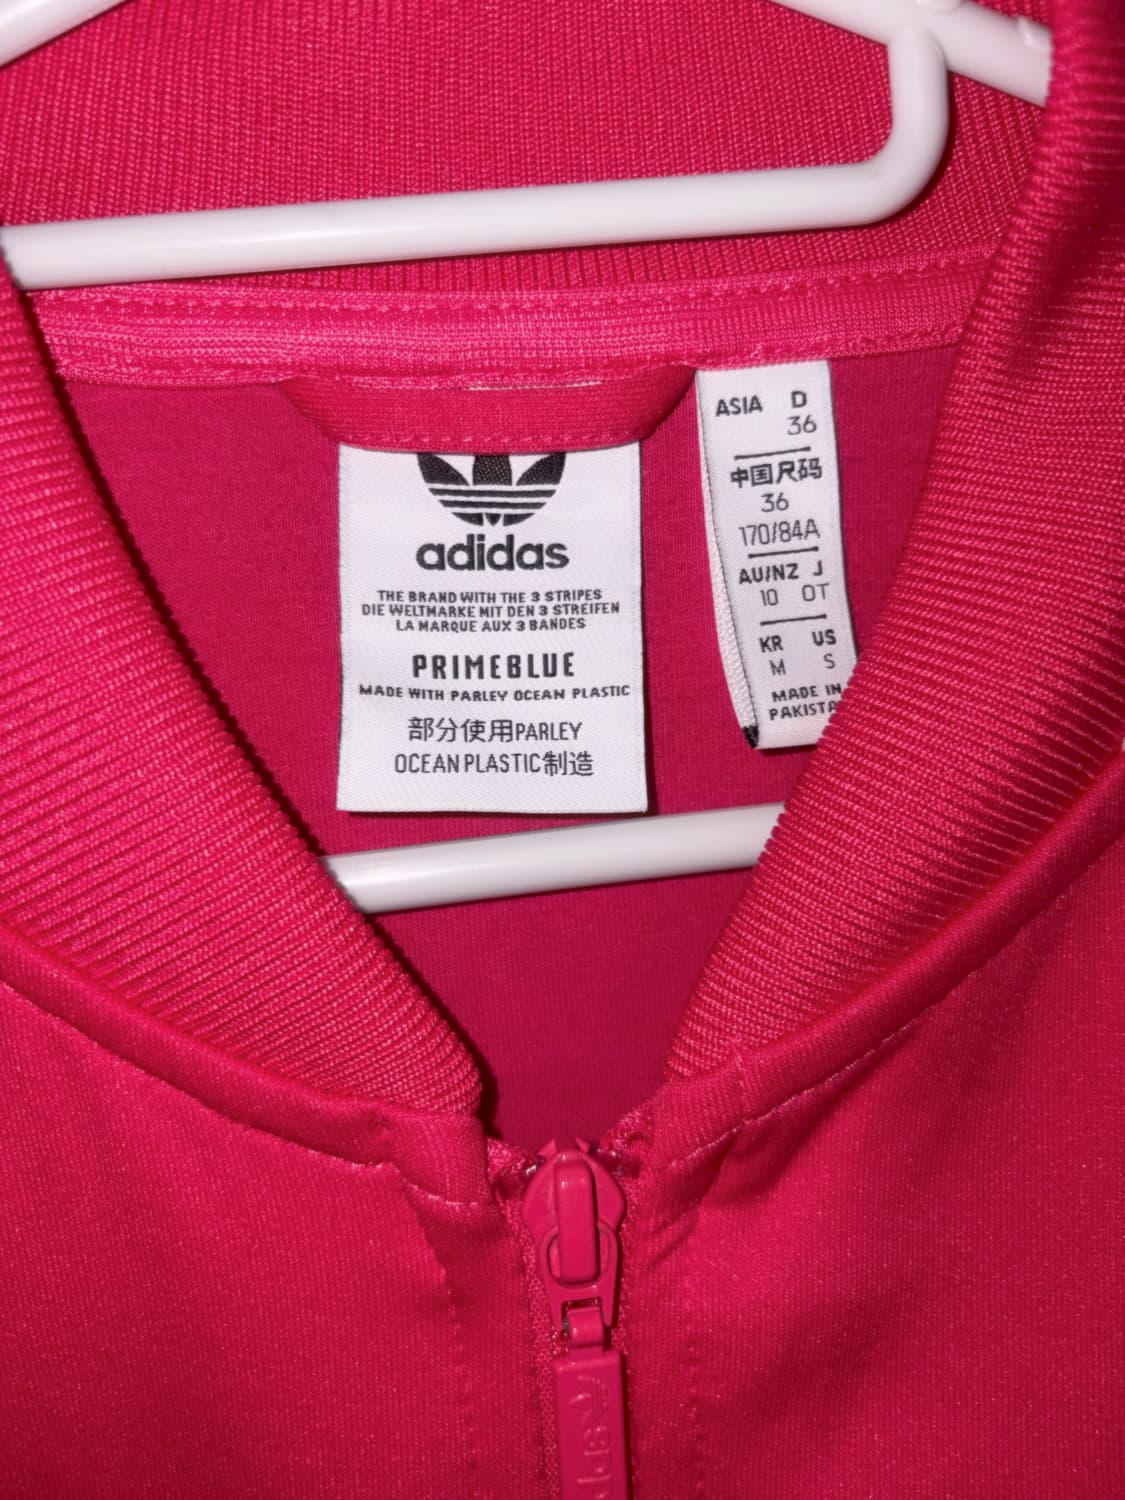 adidas
THE BRAND WITH THE 3 STRIPES
DIE WELTMARKE MIT DEN 3 STREIFEN
LA MARQUE AUX 3 BANDES
PRIMEBLUE
MADE WITH PARLEY OCEAN PLASTIC
部分使用PARLEY
OCEAN PLASTIC制造
ASIA D
36
中国尺码
36
170/84A
AU/NZ J
10 OT
KR US
M S
MADE IN
PAKISTA